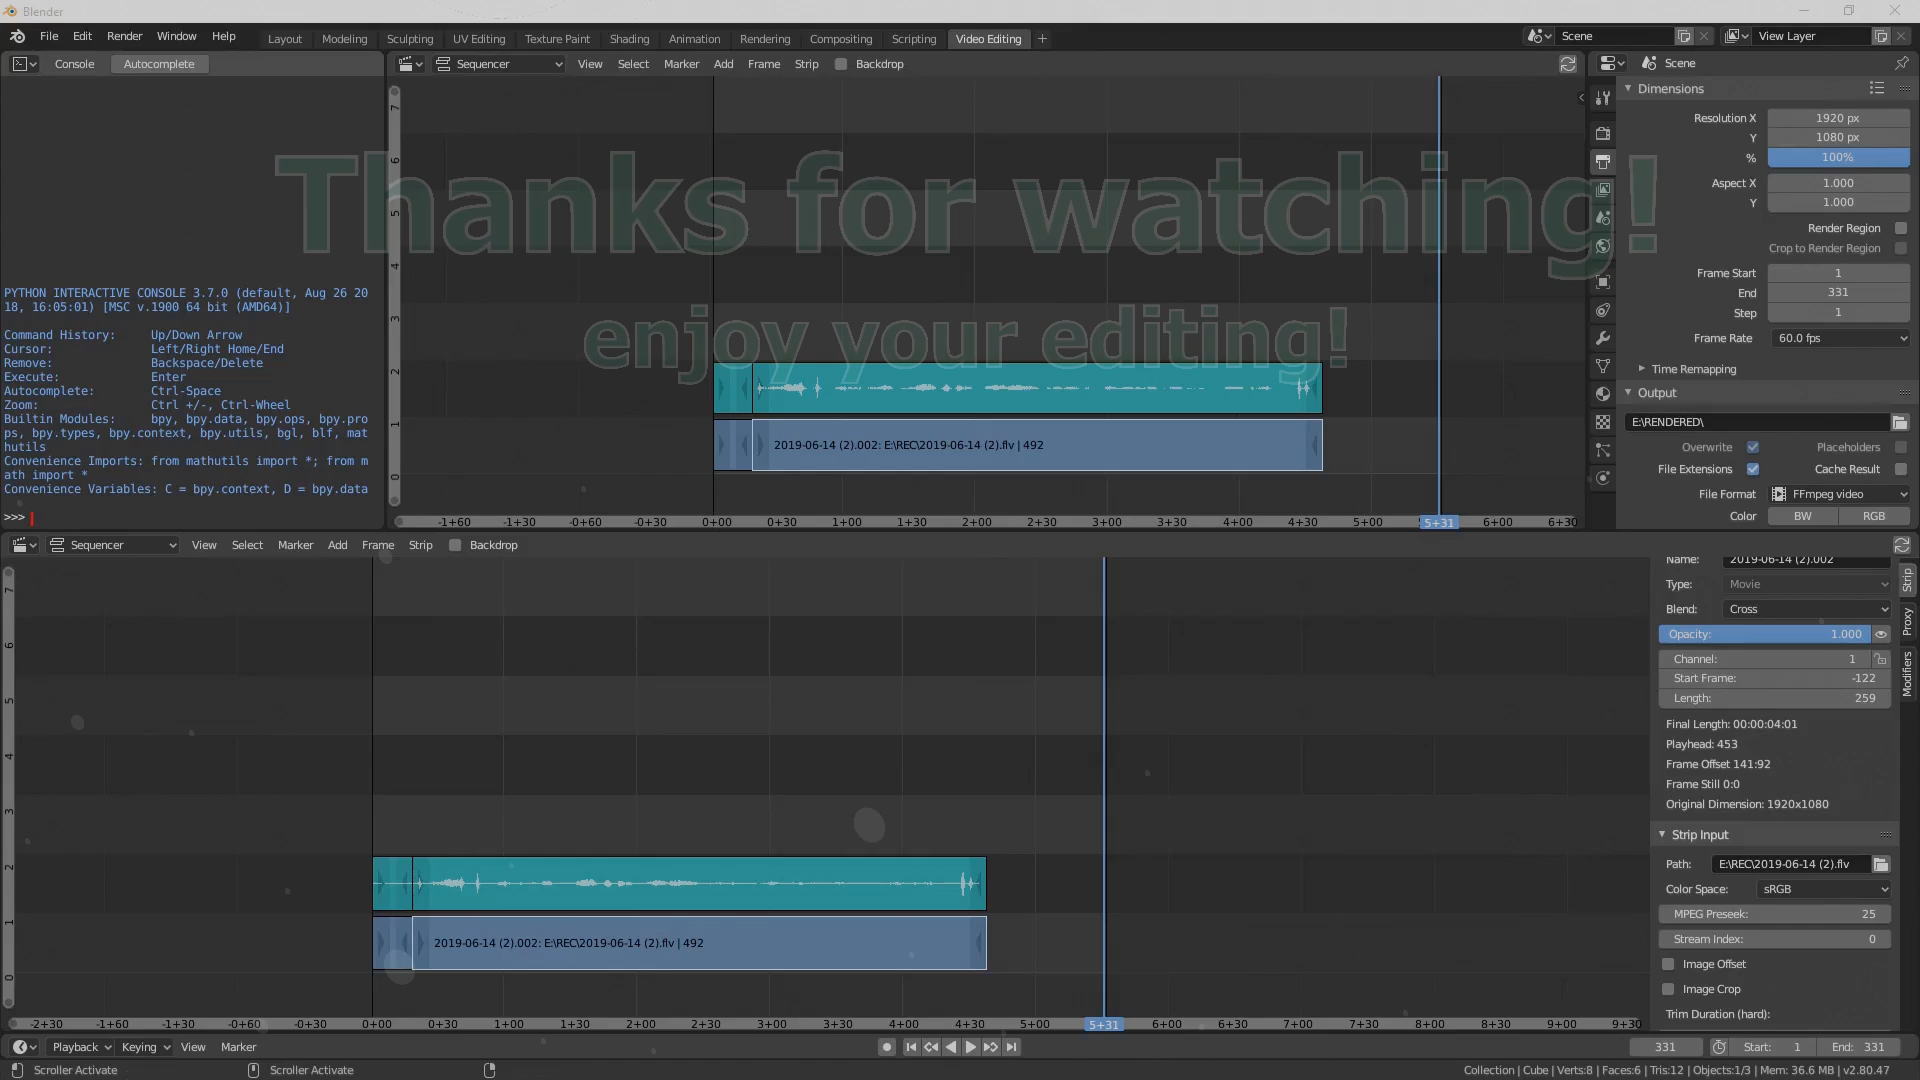 Blender
File Edit Render Window Help
Layout Modeling Sculpting UV Editing Texture Paint Shading Animation Rendering Compositing Scripting Video Editing +
Scene
View Layer
Console Autocomplete
Sequencer View Select Marker Add Frame Strip Backdrop
Scene
Dimensions
Resolution X 1920 px
Y 1080 px
% 100%
Aspect X 1.000
Y 1.000
Render Region
Crop to Render Region
Frame Start 1
End 331
Step 1
Frame Rate 60.0 fps
Time Remapping
Output
E:\RENDERED\
Overwrite Placeholders
File Extensions Cache Result
File Format FFmpeg video
Color BW RGB
Thanks for watching!
enjoy your editing!
PYTHON INTERACTIVE CONSOLE 3.7.0 (default, Aug 26 20
18, 16:05:01) [MSC v.1900 64 bit (AMD64)]
Command History: Up/Down Arrow
Cursor: Left/Right Home/End
Remove: Backspace/Delete
Execute: Enter
Autocomplete: Ctrl-Space
Zoom: Ctrl +/-, Ctrl-Wheel
Builtin Modules: bpy, bpy.data, bpy.ops, bpy.pro
ps, bpy.types, bpy.context, bpy.utils, bgl, blf, mat
hutils
Convenience Imports: from mathutils import *; from m
ath import *
Convenience Variables: C = bpy.context, D = bpy.data
>>>
7
6
5
4
3
2
1
0
2019-06-14 (2).002: E:\REC\2019-06-14 (2).flv | 492
-1+60 -1+30 -0+60 -0+30 0+00 0+30 1+00 1+30 2+00 2+30 3+00 3+30 4+00 4+30 5+00 5+31 6+00 6+30
Sequencer View Select Marker Add Frame Strip Backdrop
7
6
5
4
3
2
1
0
2019-06-14 (2).002: E:\REC\2019-06-14 (2).flv | 492
-2+30 -1+60 -1+30 -0+60 -0+30 0+00 0+30 1+00 1+30 2+00 2+30 3+00 3+30 4+00 4+30 5+00 5+31 6+00 6+30 7+00 7+30 8+00 8+30 9+00 9+30
Name: 2019-06-14 (2).002
Type: Movie
Blend: Cross
Opacity: 1.000
Channel: 1
Start Frame: -122
Length: 259
Final Length: 00:00:04:01
Playhead: 453
Frame Offset 141:92
Frame Still 0:0
Original Dimension: 1920x1080
Strip Input
Path: E:\REC\2019-06-14 (2).flv
Color Space: sRGB
MPEG Preseek: 25
Stream Index: 0
Image Offset
Image Crop
Trim Duration (hard):
Strip
Proxy
Modifiers
Playback Keying View Marker
331 Start: 1 End: 331
Scroller Activate Scroller Activate
Collection | Cube | Verts:8 | Faces:6 | Tris:12 | Objects:1/3 | Mem: 36.6 MB | v2.80.47